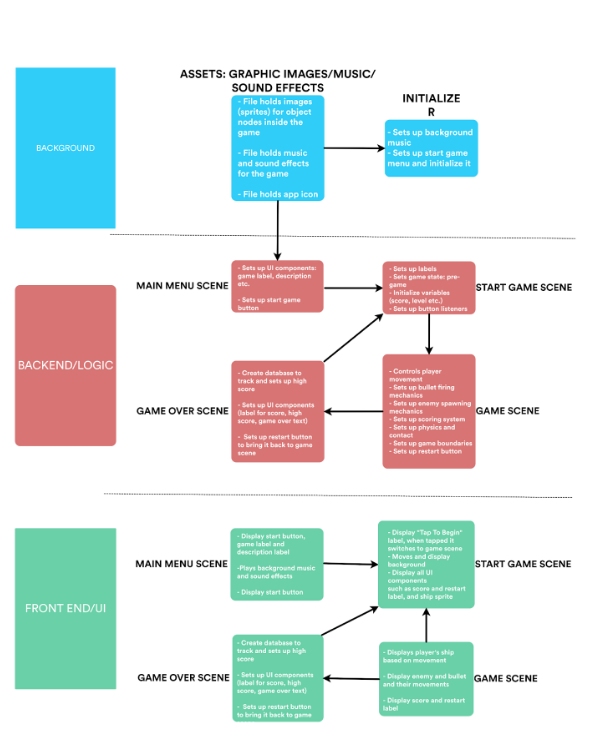 ASSETS: GRAPHIC IMAGES/MUSIC/
SOUND EFFECTS
BACKGROUND
- File holds images
(sprites) for object
nodes inside the
game
- File holds music
and sound effects
for the game
- File holds app icon
INITIALIZE
R
- Sets up background
music
- Sets up start game
menu and initialize it
BACKEND/LOGIC
MAIN MENU SCENE
- Sets up UI components:
game label, description
etc.
- Sets up start game
button
- Sets up labels
- Sets game state: pre-
game
- Initialize variables
(score, level etc.)
- Sets up button listeners
START GAME SCENE
GAME OVER SCENE
- Create database to
track and sets up high
score
- Sets up UI components
(label for score, high
score, game over text)
- Sets up restart button
to bring it back to game
scene
- Controls player
movement
- Sets up bullet firing
mechanics
- Sets up enemy spawning
mechanics
- Sets up scoring system
- Sets up physics and
contact
- Sets up game boundaries
- Sets up restart button
GAME SCENE
FRONT END/UI
MAIN MENU SCENE
- Display start button,
game label and
description label
-Plays background music
and sound effects
- Display start button
- Display "Tap To Begin"
label, when tapped it
switches to game scene
- Moves and display
background
- Display all UI
components
such as score and restart
label, and ship sprite
START GAME SCENE
GAME OVER SCENE
- Create database to
track and sets up high
score
- Sets up UI components
(label for score, high
score, game over text)
- Sets up restart button
to bring it back to game
- Displays player's ship
based on movement
- Display enemy and bullet
and their movements
- Display score and restart
label
GAME SCENE